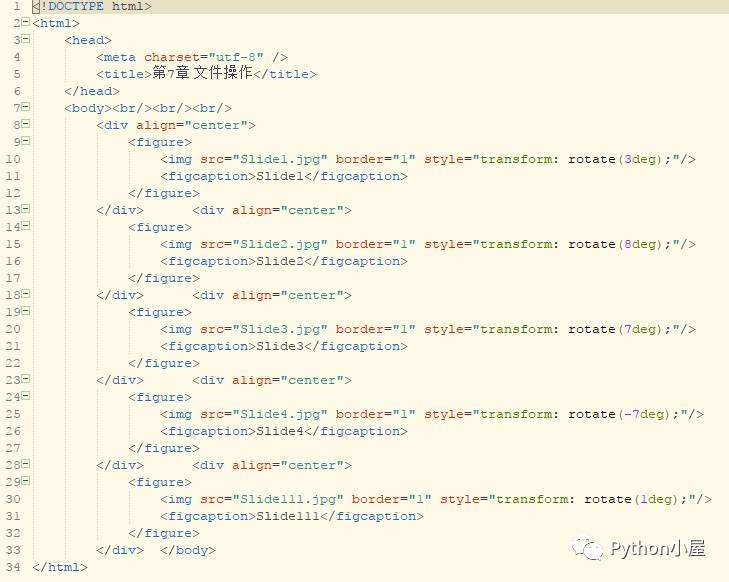 1 <!DOCTYPE html>
2 <html>
3     <head>
4         <meta charset="utf-8" />
5         <title>第7章 文件操作</title>
6     </head>
7     <body><br/><br/><br/>
8         <div align="center">
9             <figure>
10                 <img src="Slide1.jpg" border="1" style="transform: rotate(3deg);"/>
11                 <figcaption>Slide1</figcaption>
12             </figure>
13         </div>      <div align="center">
14             <figure>
15                 <img src="Slide2.jpg" border="1" style="transform: rotate(8deg);"/>
16                 <figcaption>Slide2</figcaption>
17             </figure>
18         </div>      <div align="center">
19             <figure>
20                 <img src="Slide3.jpg" border="1" style="transform: rotate(7deg);"/>
21                 <figcaption>Slide3</figcaption>
22             </figure>
23         </div>      <div align="center">
24             <figure>
25                 <img src="Slide4.jpg" border="1" style="transform: rotate(-7deg);"/>
26                 <figcaption>Slide4</figcaption>
27             </figure>
28         </div>      <div align="center">
29             <figure>
30                 <img src="Slide111.jpg" border="1" style="transform: rotate(1deg);"/>
31                 <figcaption>Slide111</figcaption>
32             </figure>
33         </div>  </body>
34 </html>
Python小屋